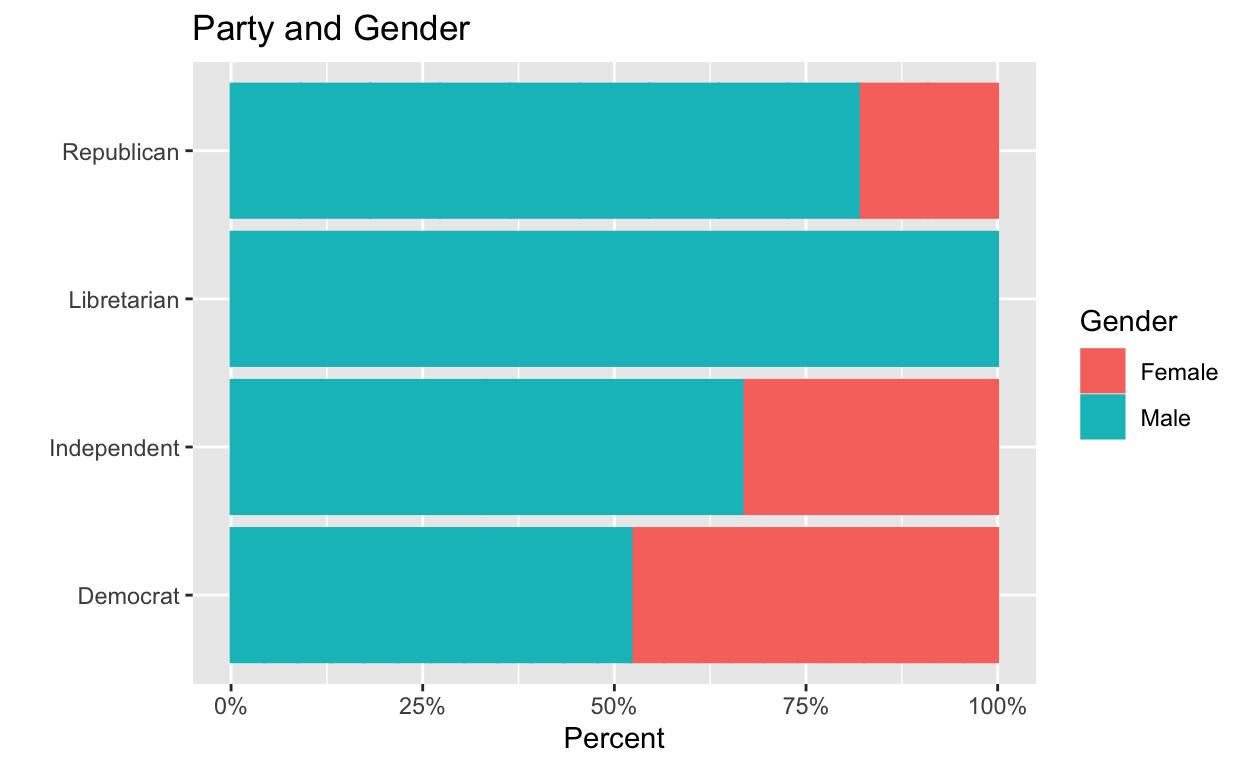 Party and Gender
Republican
Libretarian
Independent
Democrat
0% 25% 50% 75% 100%
Percent
Gender
Female
Male